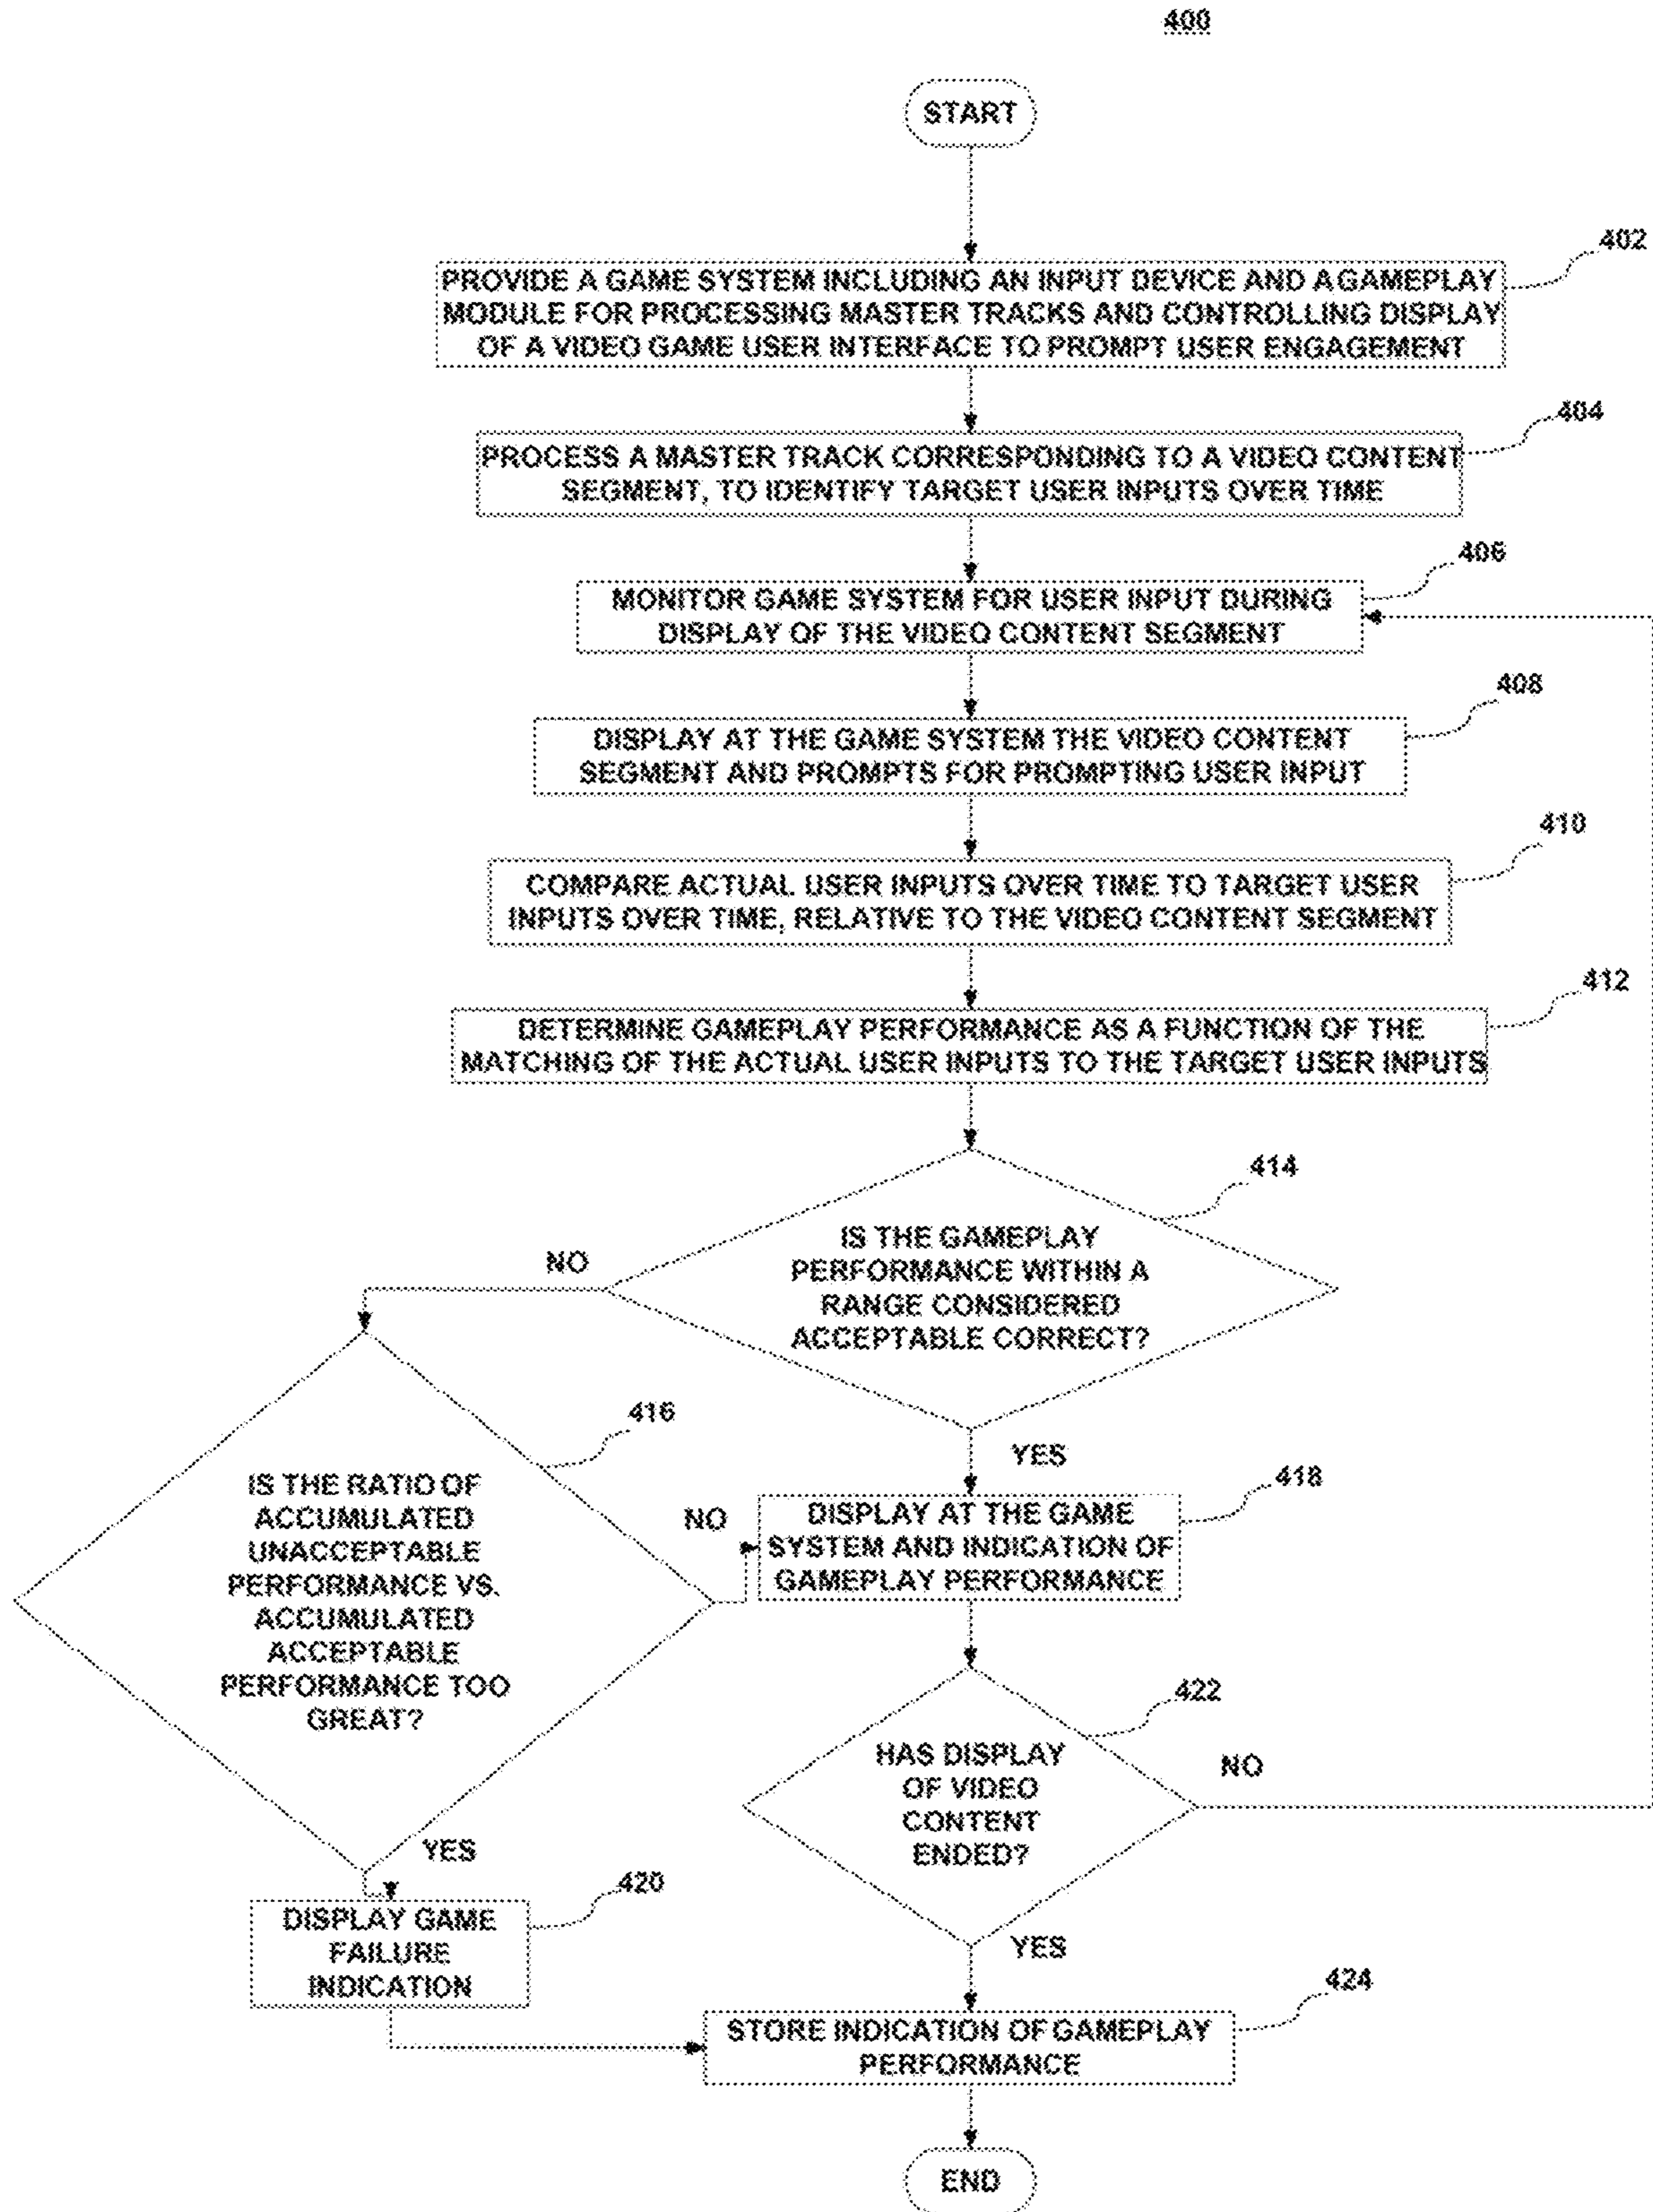 400
START
402
PROVIDE A GAME SYSTEM INCLUDING AN INPUT DEVICE AND A GAMEPLAY
MODULE FOR PROCESSING MASTER TRACKS AND CONTROLLING DISPLAY
OF A VIDEO GAME USER INTERFACE TO PROMPT USER ENGAGEMENT
404
PROCESS A MASTER TRACK CORRESPONDING TO A VIDEO CONTENT
SEGMENT, TO IDENTIFY TARGET USER INPUTS OVER TIME
406
MONITOR GAME SYSTEM FOR USER INPUT DURING
DISPLAY OF THE VIDEO CONTENT SEGMENT
408
DISPLAY AT THE GAME SYSTEM THE VIDEO CONTENT
SEGMENT AND PROMPTS FOR PROMPTING USER INPUT
410
COMPARE ACTUAL USER INPUTS OVER TIME TO TARGET USER
INPUTS OVER TIME, RELATIVE TO THE VIDEO CONTENT SEGMENT
412
DETERMINE GAMEPLAY PERFORMANCE AS A FUNCTION OF THE
MATCHING OF THE ACTUAL USER INPUTS TO THE TARGET USER INPUTS
414
IS THE GAMEPLAY
PERFORMANCE WITHIN A
RANGE CONSIDERED
ACCEPTABLE CORRECT?
NO
YES
416
IS THE RATIO OF
ACCUMULATED
UNACCEPTABLE
PERFORMANCE VS.
ACCUMULATED
ACCEPTABLE
PERFORMANCE TOO
GREAT?
NO
YES
418
DISPLAY AT THE GAME
SYSTEM AND INDICATION OF
GAMEPLAY PERFORMANCE
422
HAS DISPLAY
OF VIDEO
CONTENT
ENDED?
NO
YES
420
DISPLAY GAME
FAILURE
INDICATION
424
STORE INDICATION OF GAMEPLAY
PERFORMANCE
END